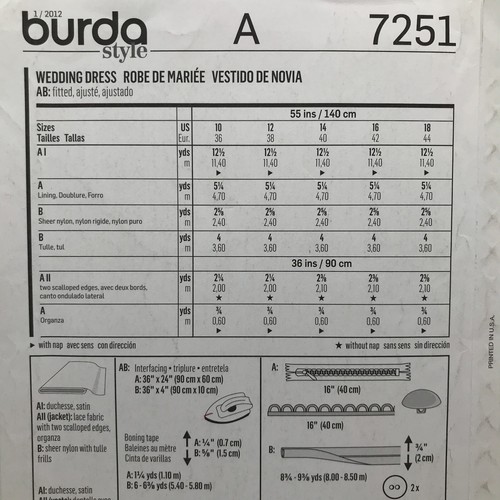 1 / 2012
burda
style
A
7251
WEDDING DRESS ROBE DE MARIÉE VESTIDO DE NOVIA
AB: fitted, ajusté, ajustado
55 ins / 140 cm
Sizes US 10 12 14 16 18
Tailles Tallas Eur. 36 38 40 42 44
A I yds 12½ 12½ 12½ 12½ 12½
m 11,40 11,40 11,40 11,40 11,40
▶ ▶ ▶ ▶ ▶
A yds 5¼ 5¼ 5¼ 5¼ 5¼
Lining, Doublure, Forro m 4,70 4,70 4,70 4,70 4,70
B yds 2⅝ 2⅝ 2⅝ 2⅝ 2⅝
Sheer nylon, nylon rigide, nylon puro m 2,40 2,40 2,40 2,40 2,40
B yds 4 4 4 4 4
Tulle, tul m 3,60 3,60 3,60 3,60 3,60
36 ins / 90 cm
A II yds 2¼ 2¼ 2⅜ 2⅜ 2⅜
two scalloped edges, avec deux bords, m 2,00 2,00 2,10 2,10 2,10
canto ondulado lateral ★ ★ ★ ★ ★
A yds ¾ ¾ ¾ ¾ ¾
Organza m 0,60 0,60 0,60 0,60 0,60
▶ ▶ ▶ ▶ ▶
▶ with nap avec sens con dirección ★ without nap sans sens sin dirección
PRINTED IN U.S.A.
AI: duchesse, satin
AII (jacket): lace fabric
with two scalloped edges,
organza
B: sheer nylon with tulle
frills
AI: duchesse, satin
AB: Interfacing • triplure • entretela
A: 36" x 24" (90 cm x 60 cm)
B: 36" x 4" (90 cm x 10 cm)
Boning tape
Baleines au mètre
Cinta de varillas
A: ¼" (0.7 cm)
B: ⅝" (1.5 cm)
A: 1¼ yds (1.10 m)
B: 6 - 6⅜ yds (5.40 - 5.80 m)
A:
16" (40 cm)
16" (40 cm)
B:
¾"
(2 cm)
8¾ - 9⅜ yds (8.00 - 8.50 m)
2 x